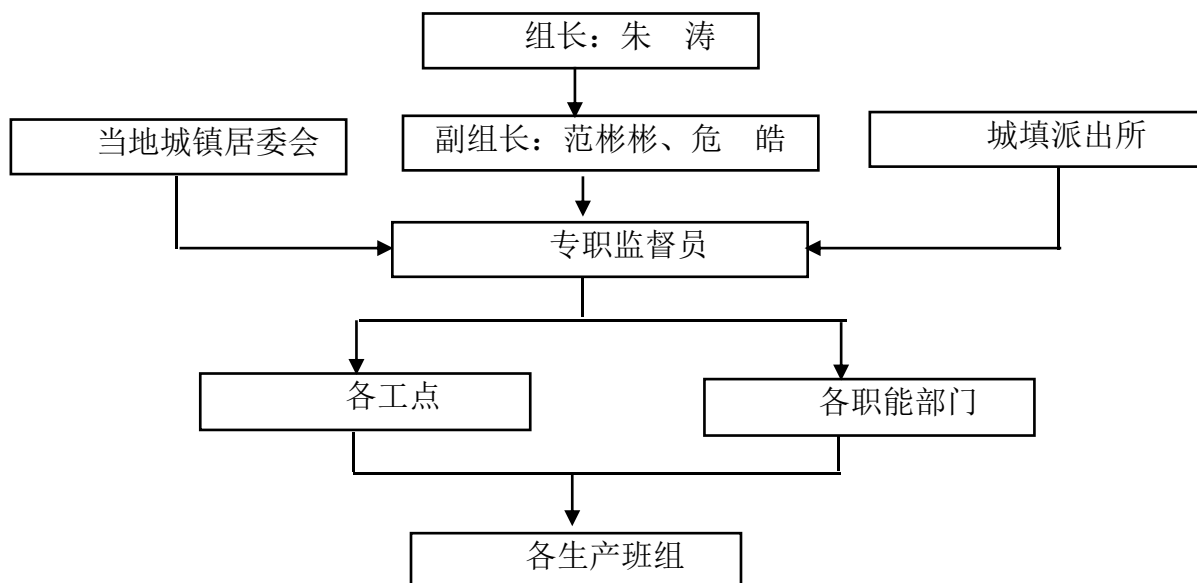 组长：朱　涛
当地城镇居委会
副组长：范彬彬、危　皓
城填派出所
专职监督员
各工点
各职能部门
各生产班组